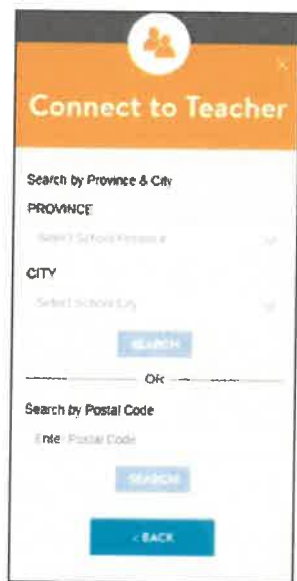 Connect to Teacher
Search by Province & City
PROVINCE
Select School Province
CITY
Select School City
SEARCH
OR
Search by Postal Code
Enter Postal Code
SEARCH
< BACK